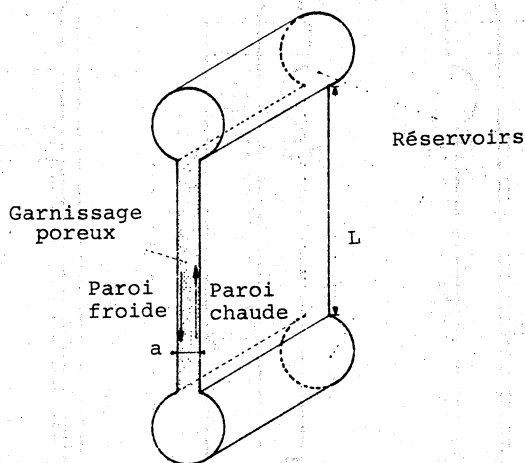 Réservoirs
Garnissage
poreux
L
Paroi
froide
Paroi
chaude
a